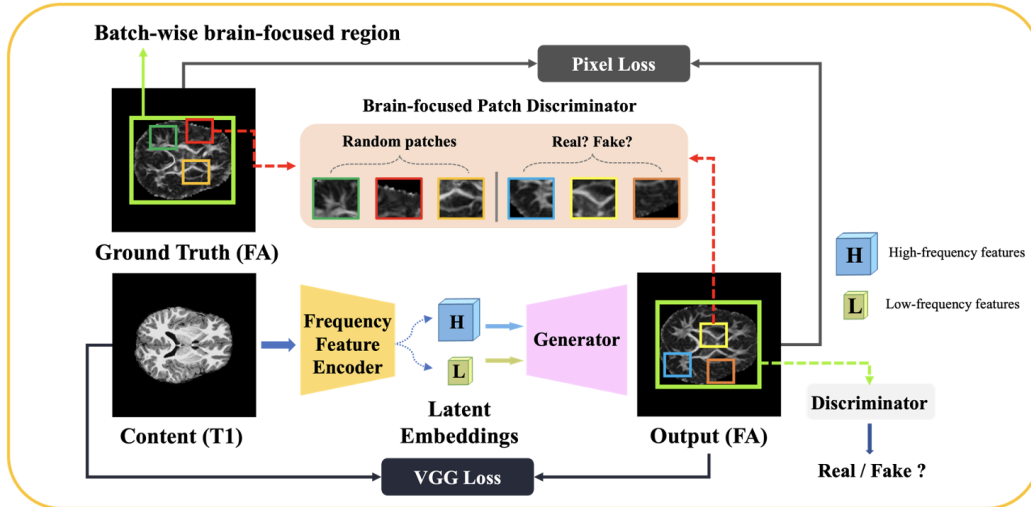 Batch-wise brain-focused region
Pixel Loss
Brain-focused Patch Discriminator
Random patches
Real? Fake?
Ground Truth (FA)
H
High-frequency features
L
Low-frequency features
Frequency
Feature
Encoder
H
L
Generator
Latent
Embeddings
Content (T1)
Output (FA)
Discriminator
VGG Loss
Real / Fake ?